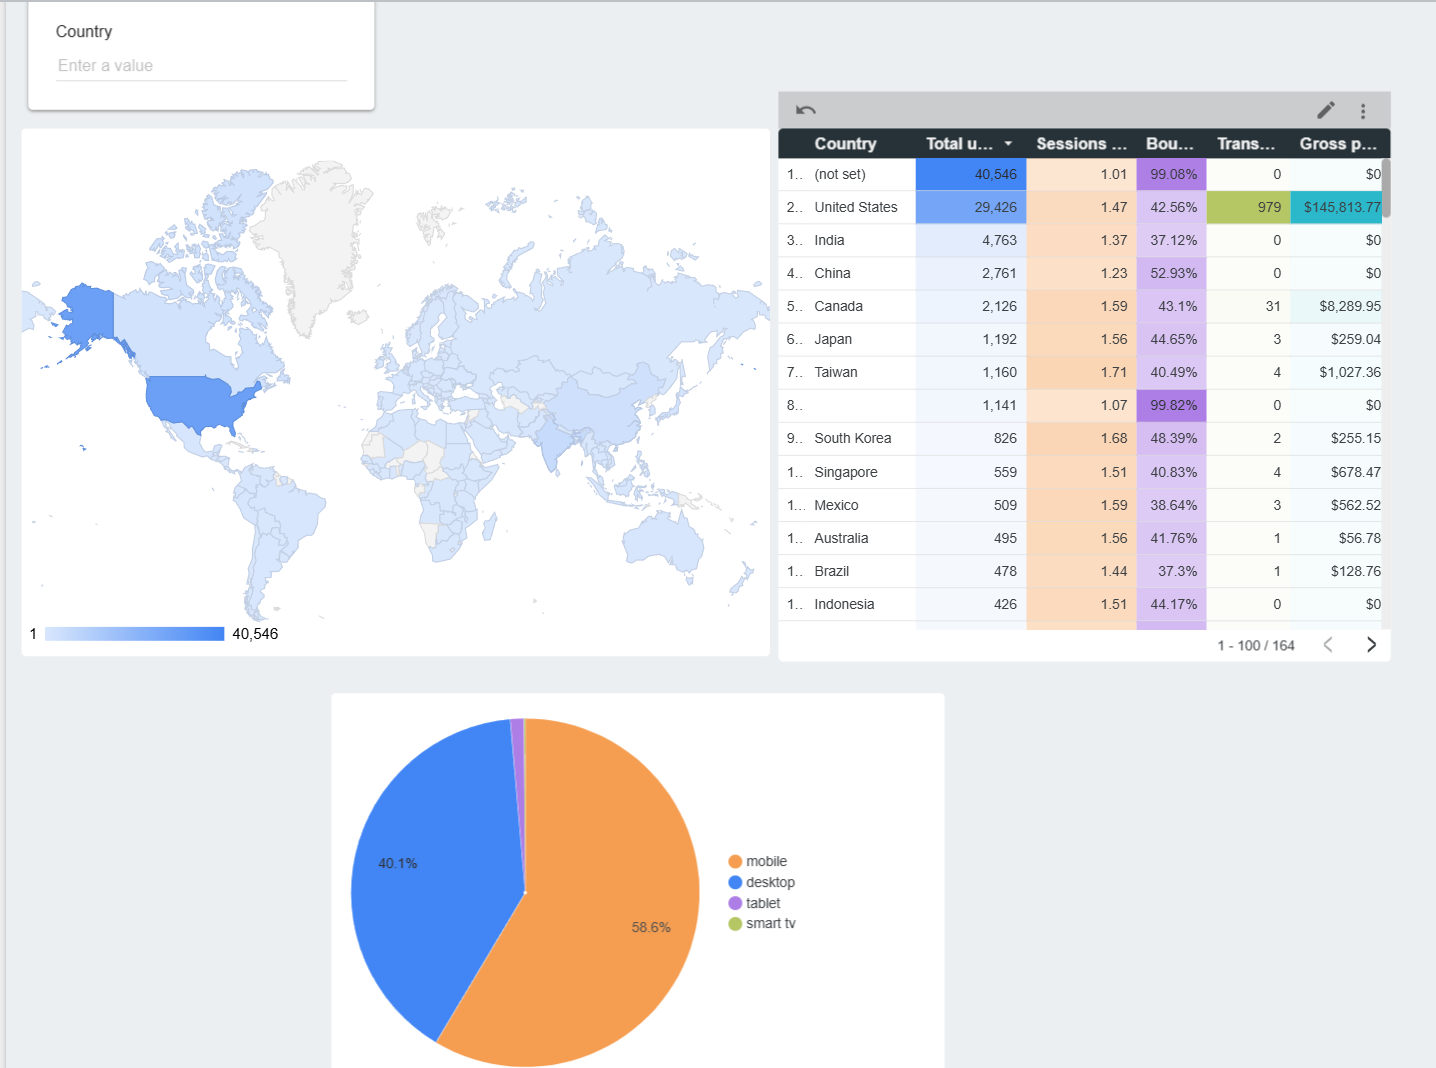 Country
Enter a value
Country Total u... Sessions ... Bou... Trans... Gross p...
1.. (not set) 40,546 1.01 99.08% 0 $0
2.. United States 29,426 1.47 42.56% 979 $145,813.77
3.. India 4,763 1.37 37.12% 0 $0
4.. China 2,761 1.23 52.93% 0 $0
5.. Canada 2,126 1.59 43.1% 31 $8,289.95
6.. Japan 1,192 1.56 44.65% 3 $259.04
7.. Taiwan 1,160 1.71 40.49% 4 $1,027.36
8.. 1,141 1.07 99.82% 0 $0
9.. South Korea 826 1.68 48.39% 2 $255.15
1.. Singapore 559 1.51 40.83% 4 $678.47
1... Mexico 509 1.59 38.64% 3 $562.52
1.. Australia 495 1.56 41.76% 1 $56.78
1.. Brazil 478 1.44 37.3% 1 $128.76
1.. Indonesia 426 1.51 44.17% 0 $0
1 40,546
1 - 100 / 164
40.1%
58.6%
mobile
desktop
tablet
smart tv